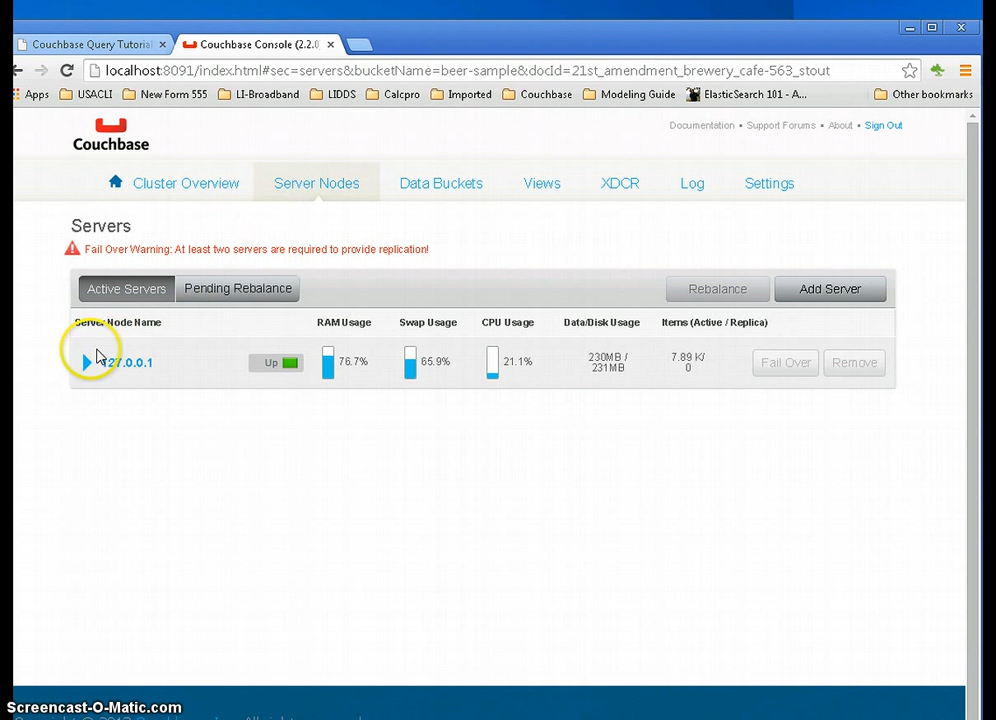 Couchbase Query Tutorial
Couchbase Console (2.2.0
localhost:8091/index.html#sec=servers&bucketName=beer-sample&docId=21st_amendment_brewery_cafe-563_stout
Apps USACLI New Form 555 LI-Broadband LIDDS Calcpro Imported Couchbase Modeling Guide ElasticSearch 101 - A... Other bookmarks
Documentation • Support Forums • About • Sign Out
Couchbase
Cluster Overview Server Nodes Data Buckets Views XDCR Log Settings
Servers
Fail Over Warning: At least two servers are required to provide replication!
Active Servers Pending Rebalance Rebalance Add Server
Server Node Name RAM Usage Swap Usage CPU Usage Data/Disk Usage Items (Active / Replica)
127.0.0.1 Up 76.7% 65.9% 21.1% 230MB / 231MB 7.89 K/ 0 Fail Over Remove
Screencast-O-Matic.com